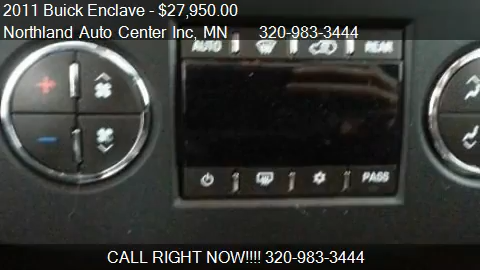 2011 Buick Enclave - $27,950.00
Northland Auto Center Inc, MN 320-983-3444
AUTO REAR
PASS
CALL RIGHT NOW!!!! 320-983-3444